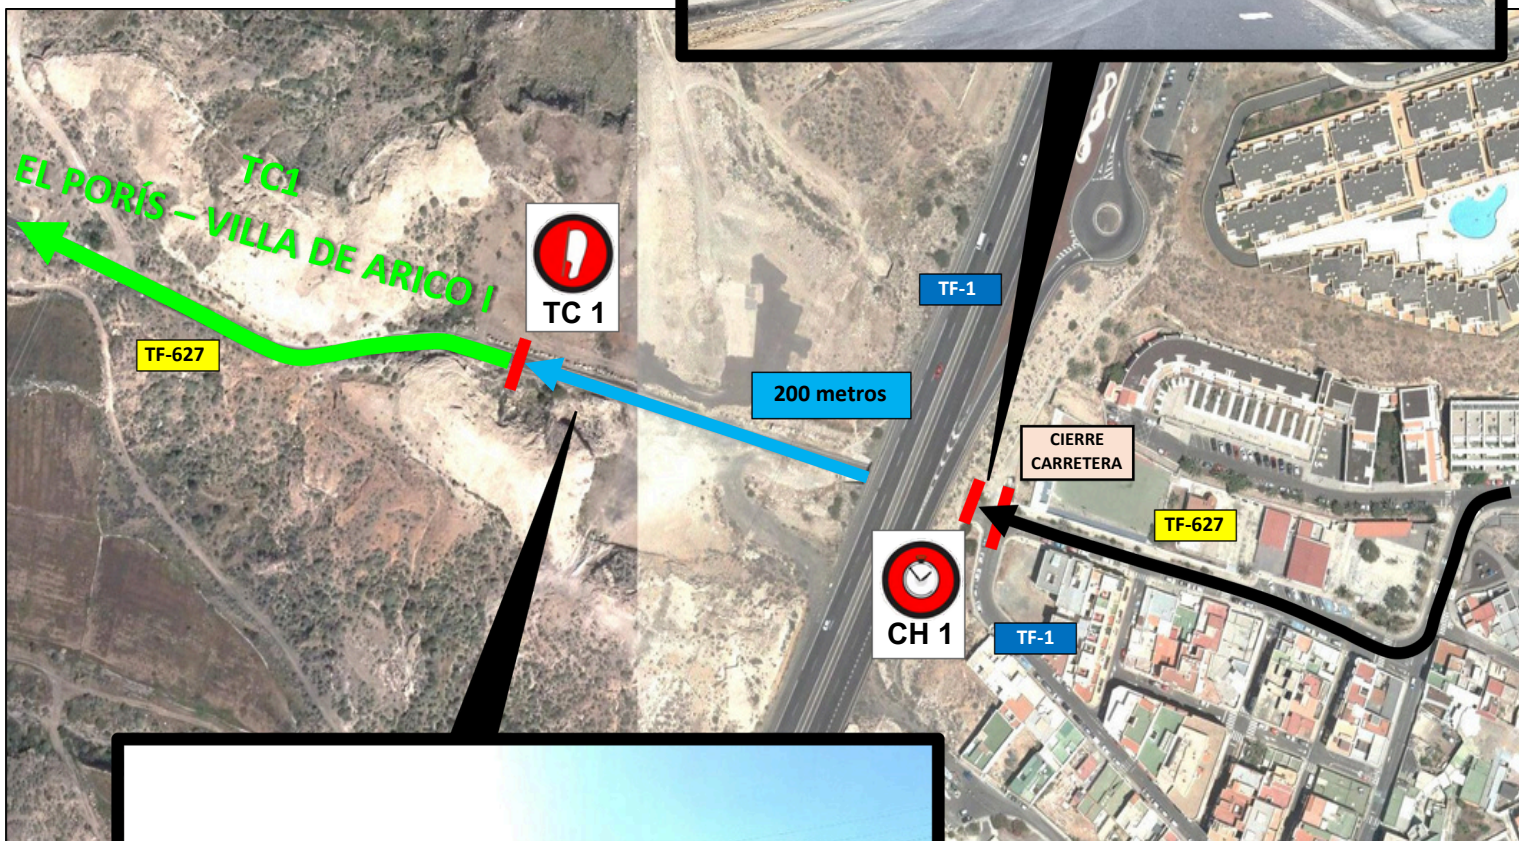 TC1
EL PORÍS – VILLA DE ARICO I
TC 1
TF-1
TF-627
200 metros
CIERRE
CARRETERA
TF-627
CH 1
TF-1